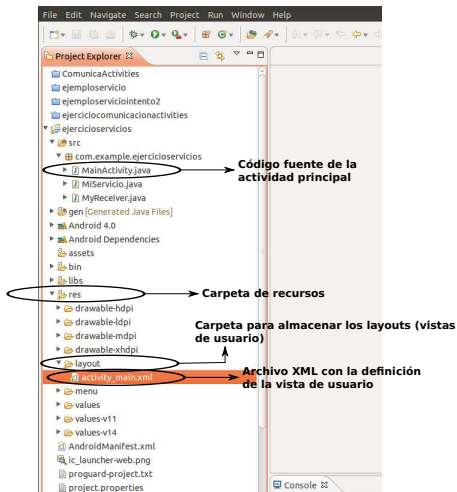 File Edit Navigate Search Project Run Window Help
Project Explorer
ComunicaActivities
ejemploservicio
ejemploserviciointento2
ejerciciocomunicacionactivities
ejercicioservicios
src
com.example.ejercicioservicios
MainActivity.java
Código fuente de la
actividad principal
MiServicio.java
MyReceiver.java
gen [Generated Java Files]
Android 4.0
Android Dependencies
assets
bin
libs
res
Carpeta de recursos
drawable-hdpi
drawable-ldpi
Carpeta para almacenar los layouts (vistas
de usuario)
drawable-mdpi
drawable-xhdpi
layout
activity_main.xml
Archivo XML con la definición
de la vista de usuario
menu
values
values-v11
values-v14
AndroidManifest.xml
ic_launcher-web.png
proguard-project.txt
project.properties
Console